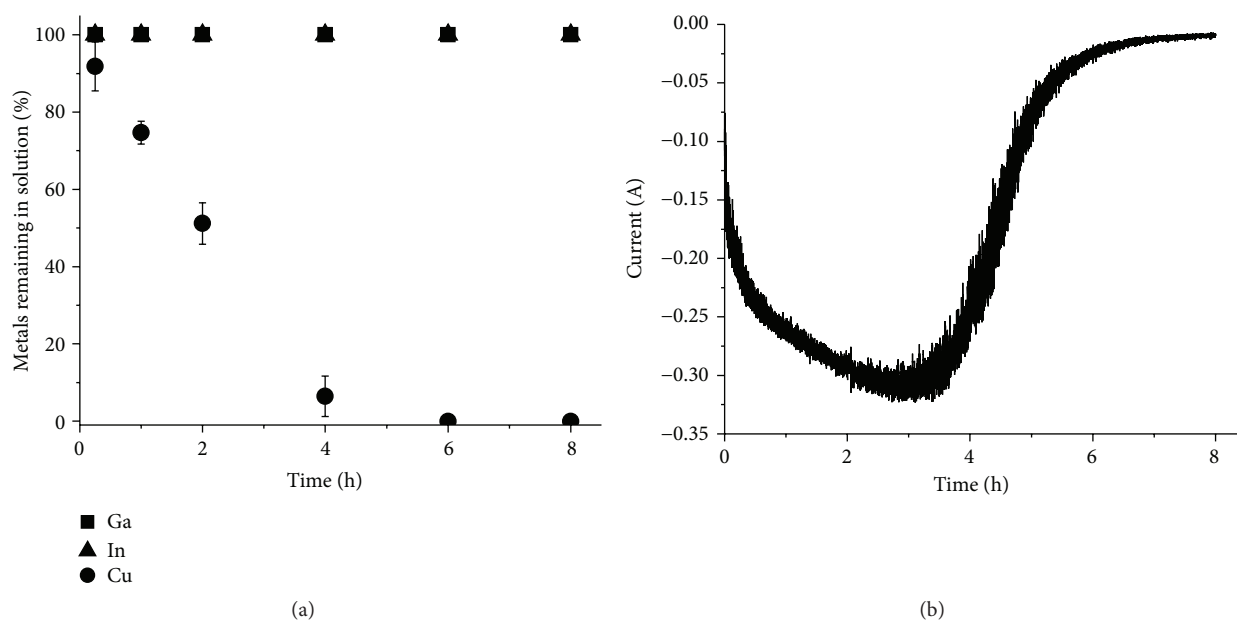 Metals remaining in solution (%)
100
80
60
40
20
0
0
2
4
6
8
Time (h)
Ga
In
Cu
(a)
Current (A)
0.00
−0.05
−0.10
−0.15
−0.20
−0.25
−0.30
−0.35
0
2
4
6
8
Time (h)
(b)